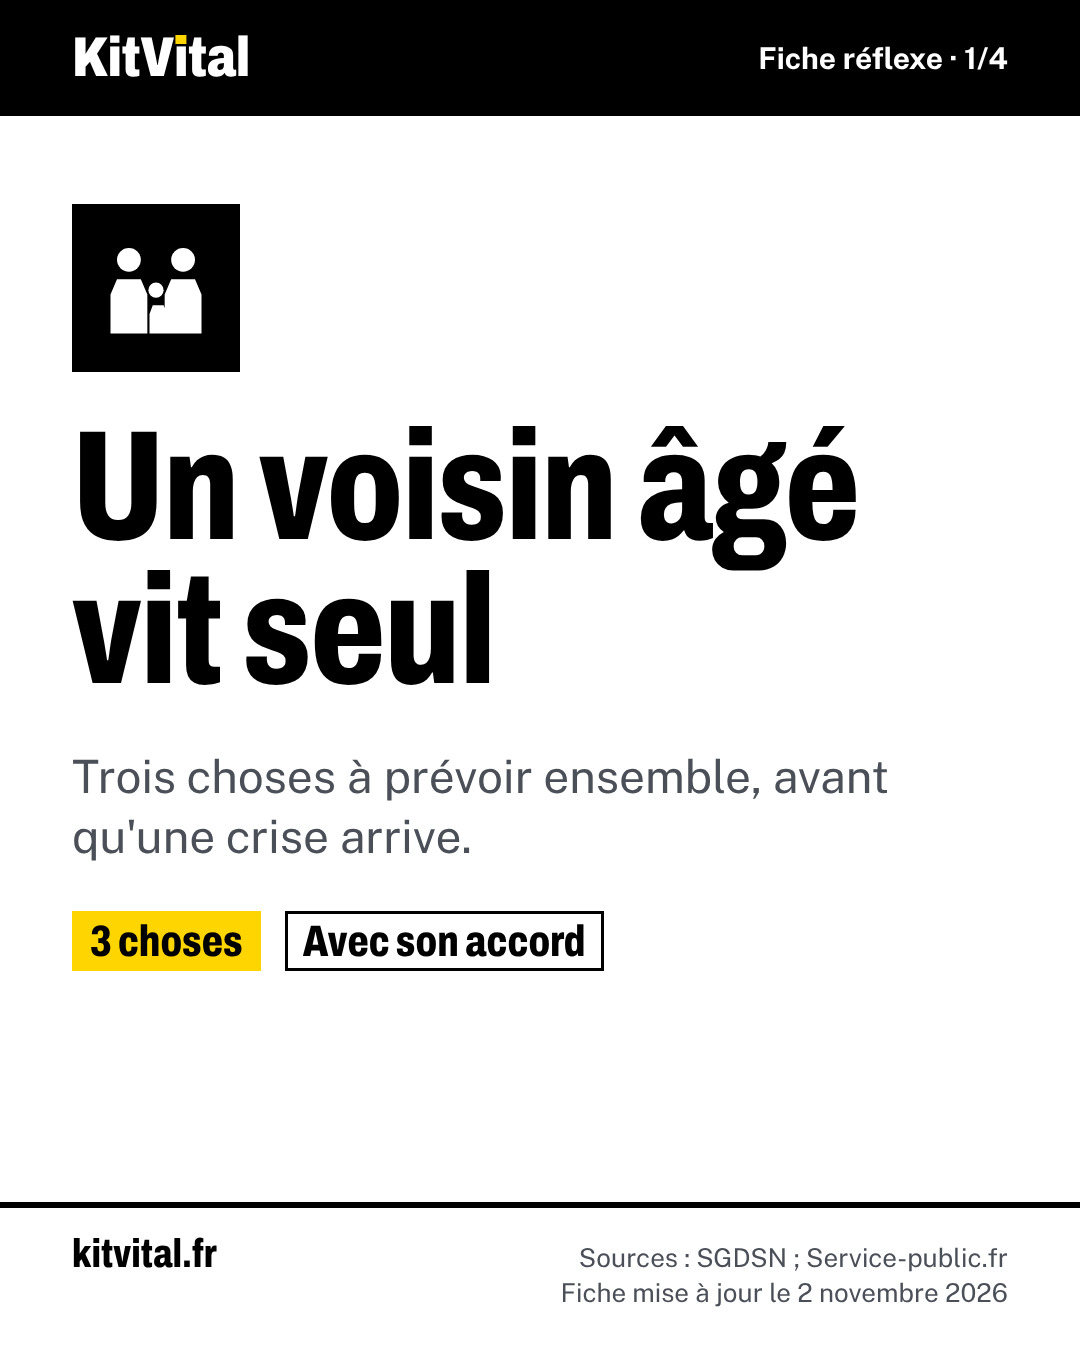 KitVital
Fiche réflexe · 1/4
Un voisin âgé
vit seul
Trois choses à prévoir ensemble, avant
qu'une crise arrive.
3 choses
Avec son accord
kitvital.fr
Sources : SGDSN ; Service-public.fr
Fiche mise à jour le 2 novembre 2026